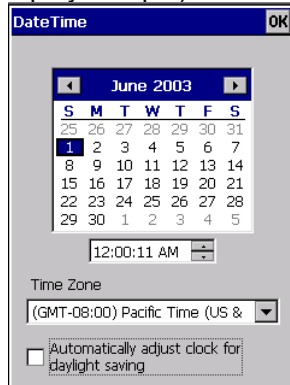 DateTime OK
June 2003
S M T W T F S
25 26 27 28 29 30 31
1 2 3 4 5 6 7
8 9 10 11 12 13 14
15 16 17 18 19 20 21
22 23 24 25 26 27 28
29 30 1 2 3 4 5
12:00:11 AM
Time Zone
(GMT-08:00) Pacific Time (US &
Automatically adjust clock for
daylight saving